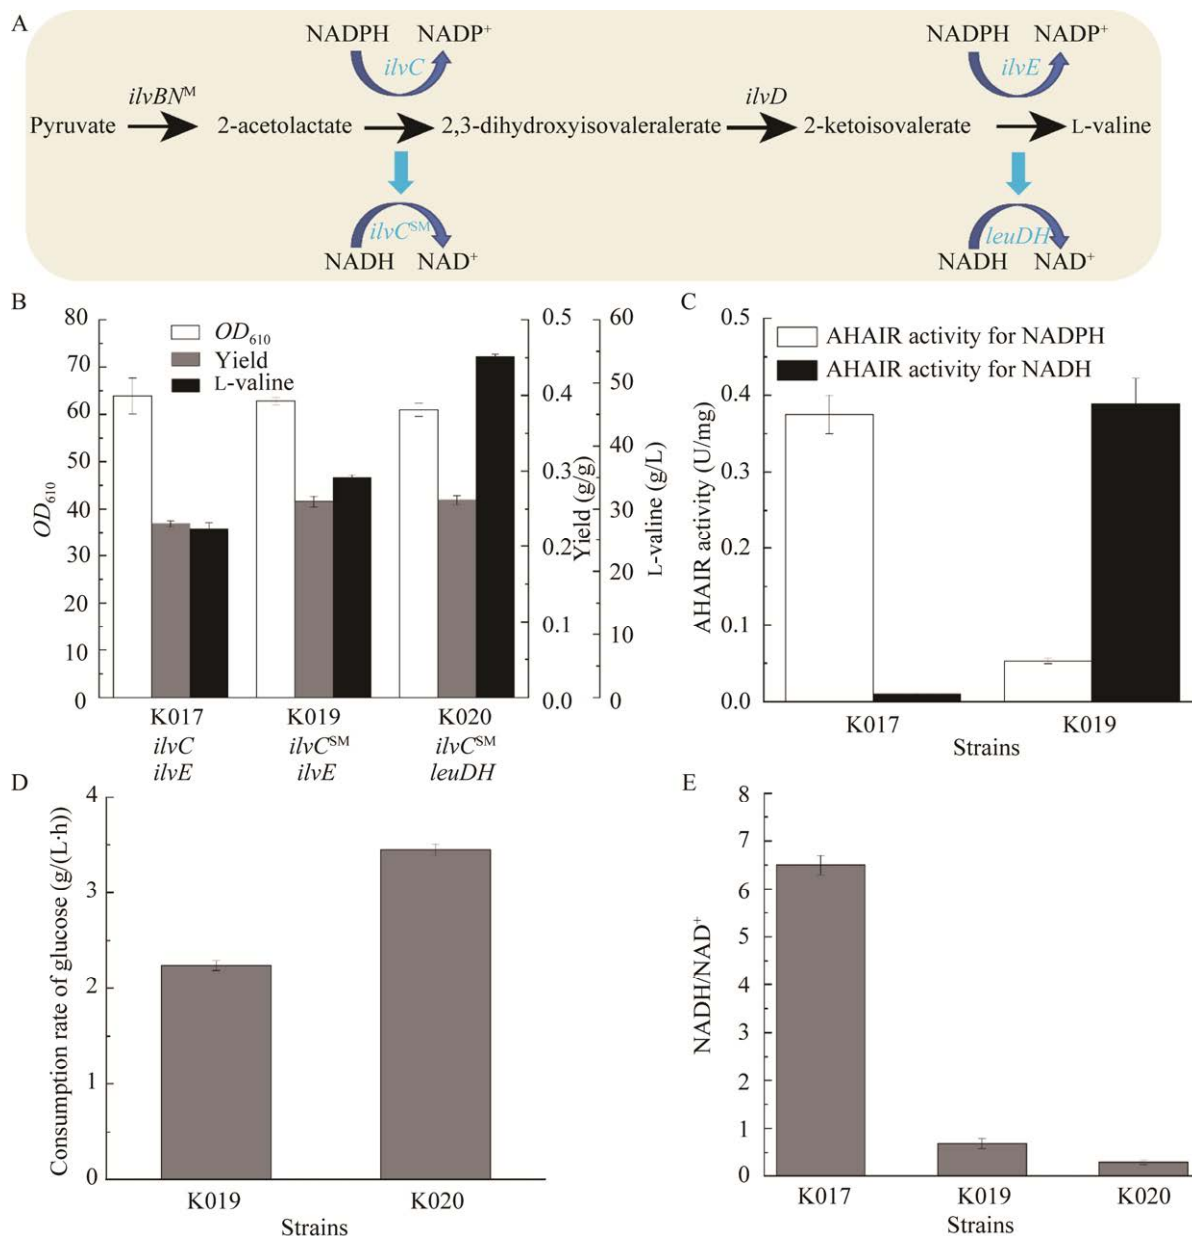 A
NADPH NADP⁺ NADPH NADP⁺
ilvC ilvE
ilvBNᴹ ilvD
Pyruvate 2-acetolactate 2,3-dihydroxyisovaleralerate 2-ketoisovalerate L-valine
ilvCˢᴹ leuDH
NADH NAD⁺ NADH NAD⁺
B
80
70
60
50
40
30
20
10
0
OD₆₁₀
OD₆₁₀
Yield
L-valine
0.5
0.4
0.3
0.2
0.1
0.0
Yield (g/g)
60
50
40
30
20
10
0
L-valine (g/L)
K017 K019 K020
ilvC ilvCˢᴹ ilvCˢᴹ
ilvE ilvE leuDH
C
0.5
0.4
0.3
0.2
0.1
0.0
AHAIR activity (U/mg)
AHAIR activity for NADPH
AHAIR activity for NADH
K017 K019
Strains
D
4
3
2
1
0
Consumption rate of glucose (g/(L·h))
K019 K020
Strains
E
8
7
6
5
4
3
2
1
0
NADH/NAD⁺
K017 K019 K020
Strains